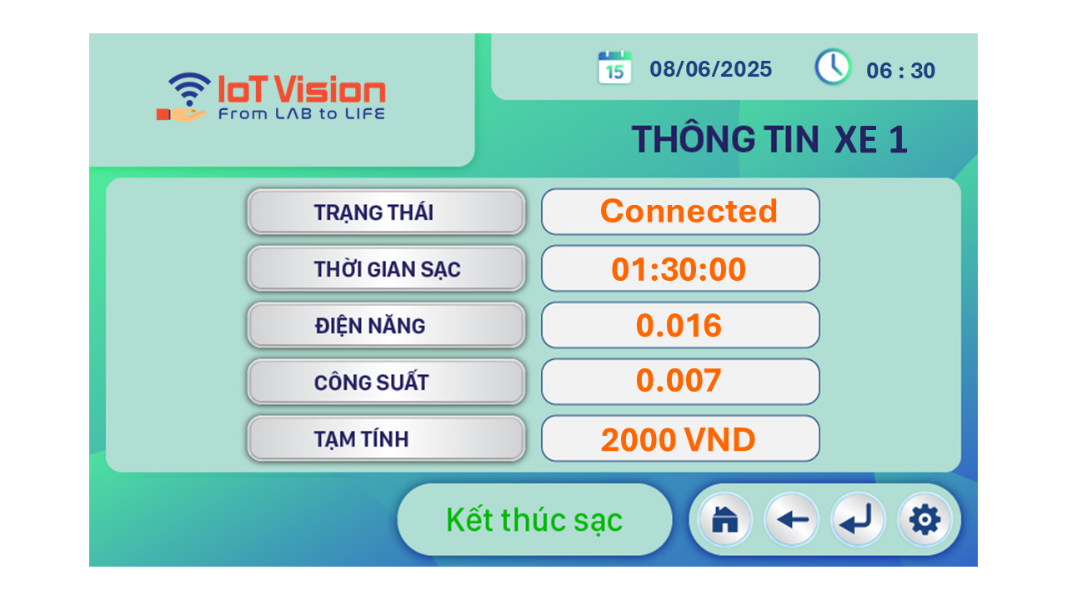 IoT Vision
From LAB to LIFE
15
08/06/2025
06 : 30
THÔNG TIN XE 1
TRẠNG THÁI
Connected
THỜI GIAN SẠC
01:30:00
ĐIỆN NĂNG
0.016
CÔNG SUẤT
0.007
TẠM TÍNH
2000 VND
Kết thúc sạc